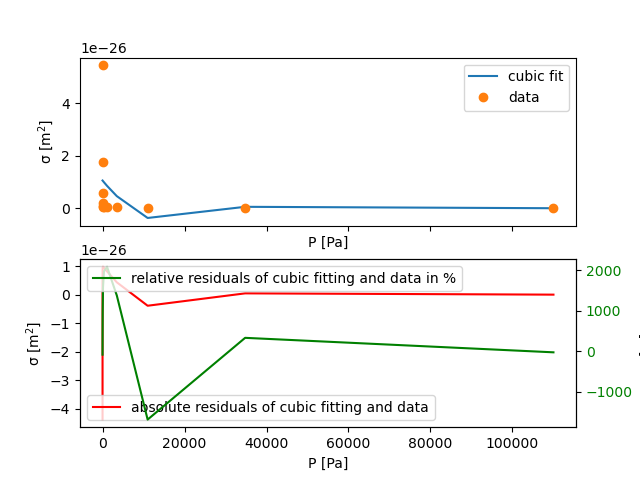 1e−26
cubic fit
data
4
2
0
σ [m²]
P [Pa]
1e−26
relative residuals of cubic fitting and data in %
absolute residuals of cubic fitting and data
1
0
−1
−2
−3
−4
σ [m²]
2000
1000
0
−1000
0
20000
40000
60000
80000
100000
P [Pa]